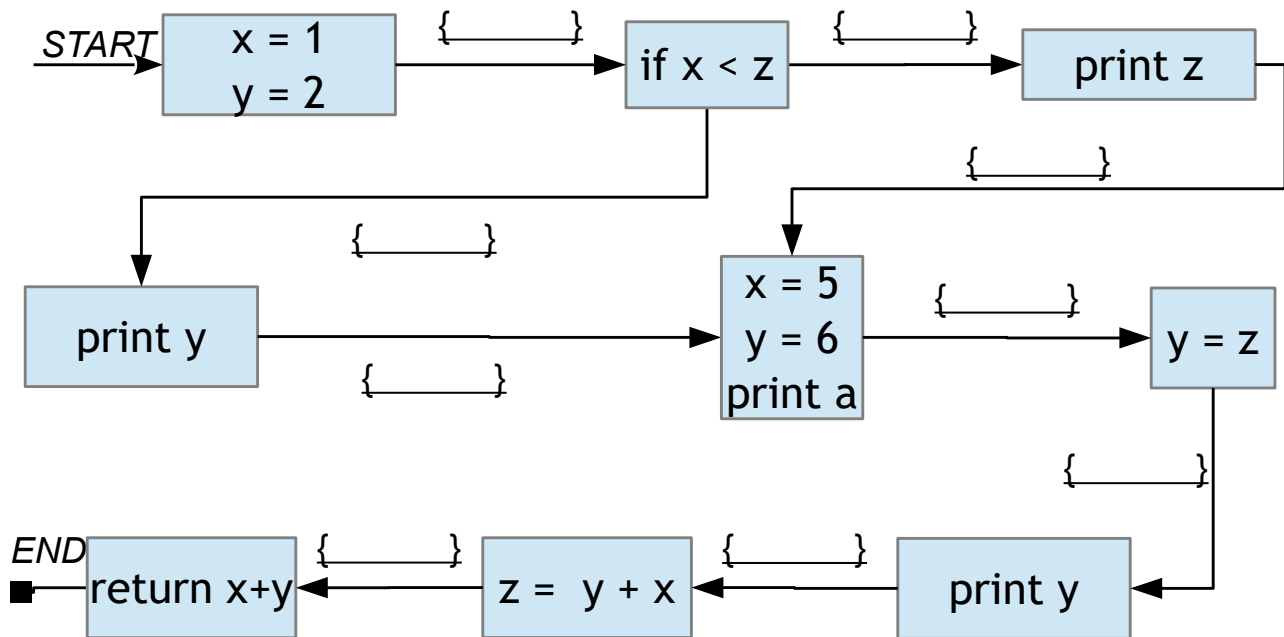 START
x = 1
y = 2
{ }
if x < z
{ }
print z
{ }
{ }
print y
{ }
x = 5
y = 6
print a
{ }
y = z
{ }
END
return x+y
{ }
z = y + x
{ }
print y